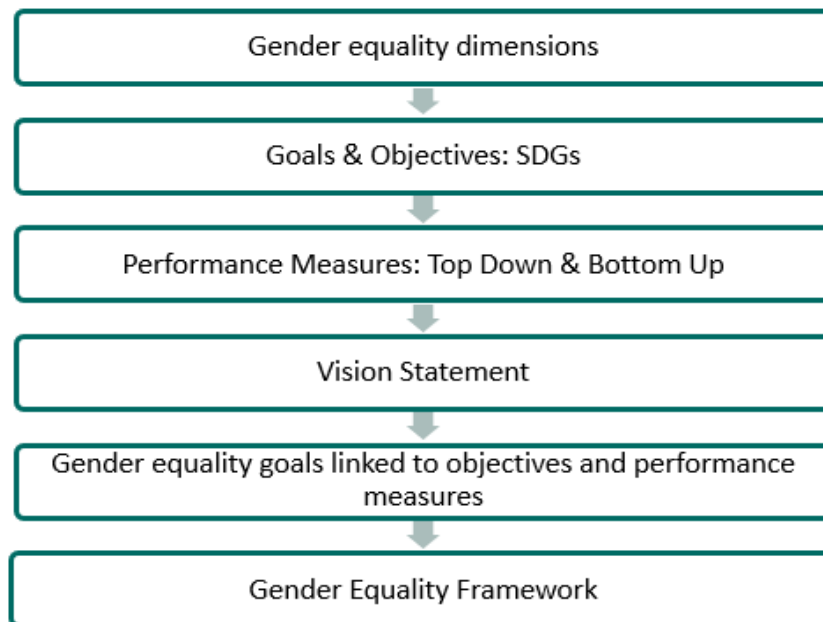 Gender equality dimensions
Goals & Objectives: SDGs
Performance Measures: Top Down & Bottom Up
Vision Statement
Gender equality goals linked to objectives and performance
measures
Gender Equality Framework